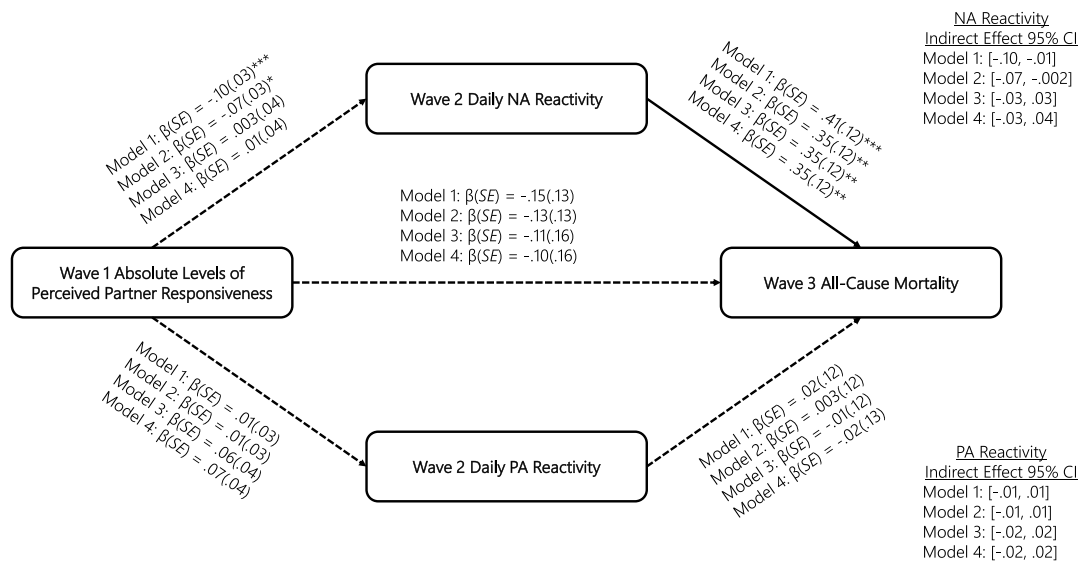 NA Reactivity
Indirect Effect 95% CI
Model 1: [-.10, -.01]
Model 2: [-.07, -.002]
Model 3: [-.03, .03]
Model 4: [-.03, .04]
Model 1: β(SE) = -.10(.03)***
Model 2: β(SE) = -.07(.03)*
Model 3: β(SE) = .003(.04)
Model 4: β(SE) = .01(.04)
Wave 2 Daily NA Reactivity
Model 1: β(SE) = .41(.12)***
Model 2: β(SE) = .35(.12)**
Model 3: β(SE) = .35(.12)**
Model 4: β(SE) = .35(.12)**
Model 1: β(SE) = -.15(.13)
Model 2: β(SE) = -.13(.13)
Model 3: β(SE) = -.11(.16)
Model 4: β(SE) = -.10(.16)
Wave 1 Absolute Levels of
Perceived Partner Responsiveness
Wave 3 All-Cause Mortality
Model 1: β(SE) = .01(.03)
Model 2: β(SE) = .01(.03)
Model 3: β(SE) = .06(.04)
Model 4: β(SE) = .07(.04)
Wave 2 Daily PA Reactivity
Model 1: β(SE) = .02(.12)
Model 2: β(SE) = .003(.12)
Model 3: β(SE) = -.01(.12)
Model 4: β(SE) = -.02(.13)
PA Reactivity
Indirect Effect 95% CI
Model 1: [-.01, .01]
Model 2: [-.01, .01]
Model 3: [-.02, .02]
Model 4: [-.02, .02]